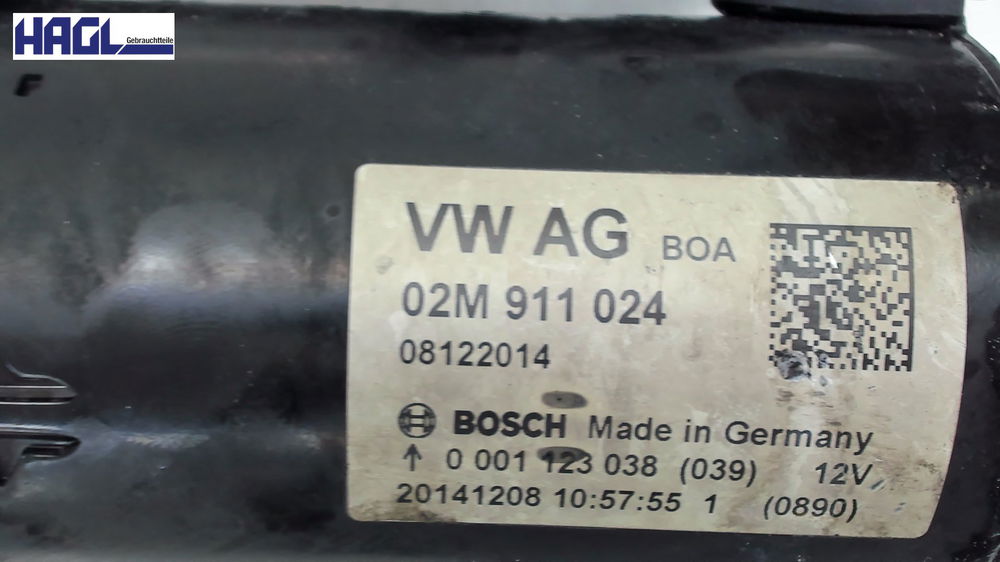 HAGL Gebrauchtteile
F
VW AG BOA
02M 911 024
08122014
BOSCH Made in Germany
↑ 0 001 123 038 (039) 12V
20141208 10:57:55 1 (0890)